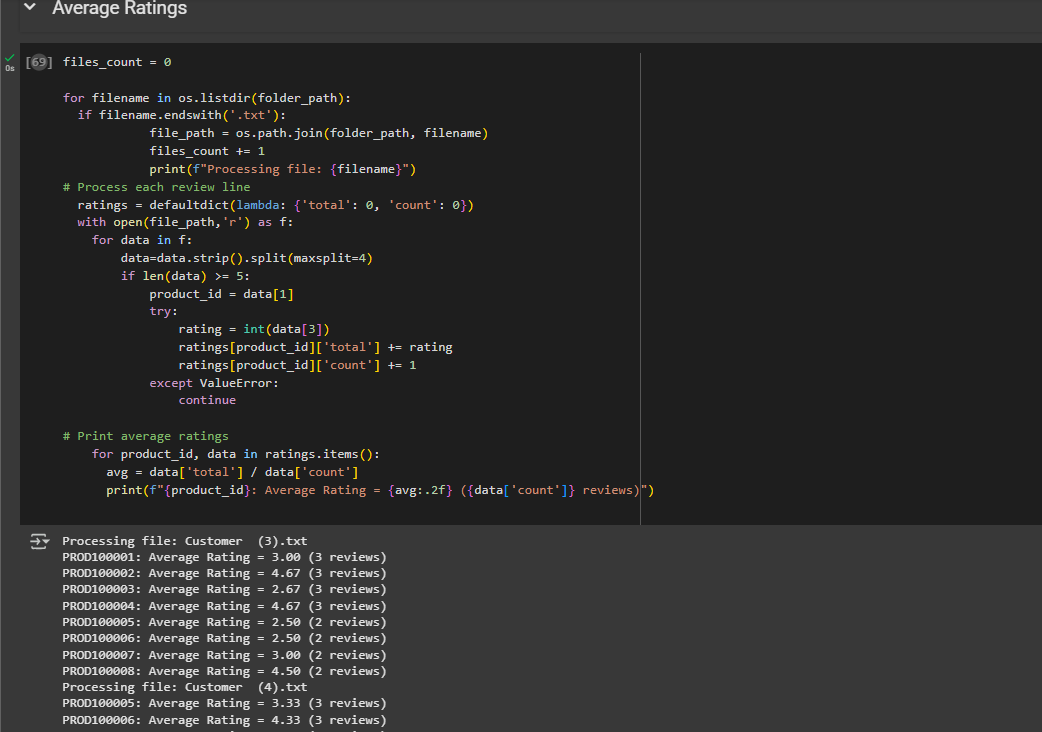 Average Ratings
[69] files_count = 0
0s
for filename in os.listdir(folder_path):
  if filename.endswith('.txt'):
            file_path = os.path.join(folder_path, filename)
            files_count += 1
            print(f"Processing file: {filename}")
# Process each review line
  ratings = defaultdict(lambda: {'total': 0, 'count': 0})
  with open(file_path,'r') as f:
    for data in f:
        data=data.strip().split(maxsplit=4)
        if len(data) >= 5:
            product_id = data[1]
            try:
                rating = int(data[3])
                ratings[product_id]['total'] += rating
                ratings[product_id]['count'] += 1
            except ValueError:
                continue
# Print average ratings
    for product_id, data in ratings.items():
      avg = data['total'] / data['count']
      print(f"{product_id}: Average Rating = {avg:.2f} ({data['count']} reviews)")
Processing file: Customer  (3).txt
PROD100001: Average Rating = 3.00 (3 reviews)
PROD100002: Average Rating = 4.67 (3 reviews)
PROD100003: Average Rating = 2.67 (3 reviews)
PROD100004: Average Rating = 4.67 (3 reviews)
PROD100005: Average Rating = 2.50 (2 reviews)
PROD100006: Average Rating = 2.50 (2 reviews)
PROD100007: Average Rating = 3.00 (2 reviews)
PROD100008: Average Rating = 4.50 (2 reviews)
Processing file: Customer  (4).txt
PROD100005: Average Rating = 3.33 (3 reviews)
PROD100006: Average Rating = 4.33 (3 reviews)